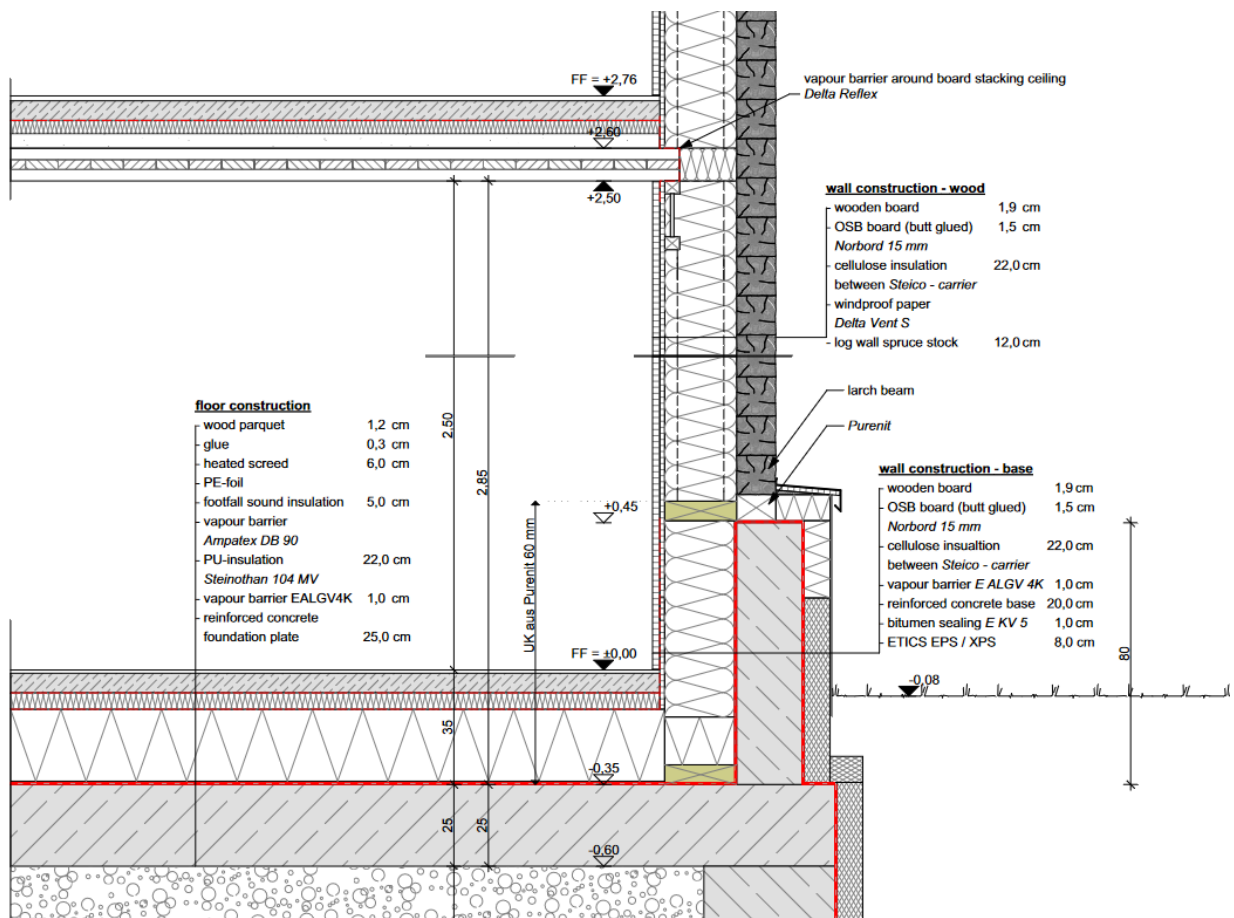 FF = +2,76
vapour barrier around board stacking ceiling
Delta Reflex
+2,60
+2,50
wall construction - wood
- wooden board 1,9 cm
- OSB board (butt glued) 1,5 cm
Norbord 15 mm
- cellulose insulation 22,0 cm
between Steico - carrier
- windproof paper
Delta Vent S
- log wall spruce stock 12,0 cm
larch beam
Purenit
floor construction
- wood parquet 1,2 cm
- glue 0,3 cm
- heated screed 6,0 cm
- PE-foil
- footfall sound insulation 5,0 cm
- vapour barrier
Ampatex DB 90
- PU-insulation 22,0 cm
Steinothan 104 MV
- vapour barrier EALGV4K 1,0 cm
- reinforced concrete
foundation plate 25,0 cm
2,50
2,85
+0,45
UK aus Purenit 60 mm
wall construction - base
- wooden board 1,9 cm
- OSB board (butt glued) 1,5 cm
Norbord 15 mm
- cellulose insualtion 22,0 cm
between Steico - carrier
- vapour barrier E ALGV 4K 1,0 cm
- reinforced concrete base 20,0 cm
- bitumen sealing E KV 5 1,0 cm
- ETICS EPS / XPS 8,0 cm
FF = ±0,00
80
-0,08
35
-0,35
25
25
-0,60